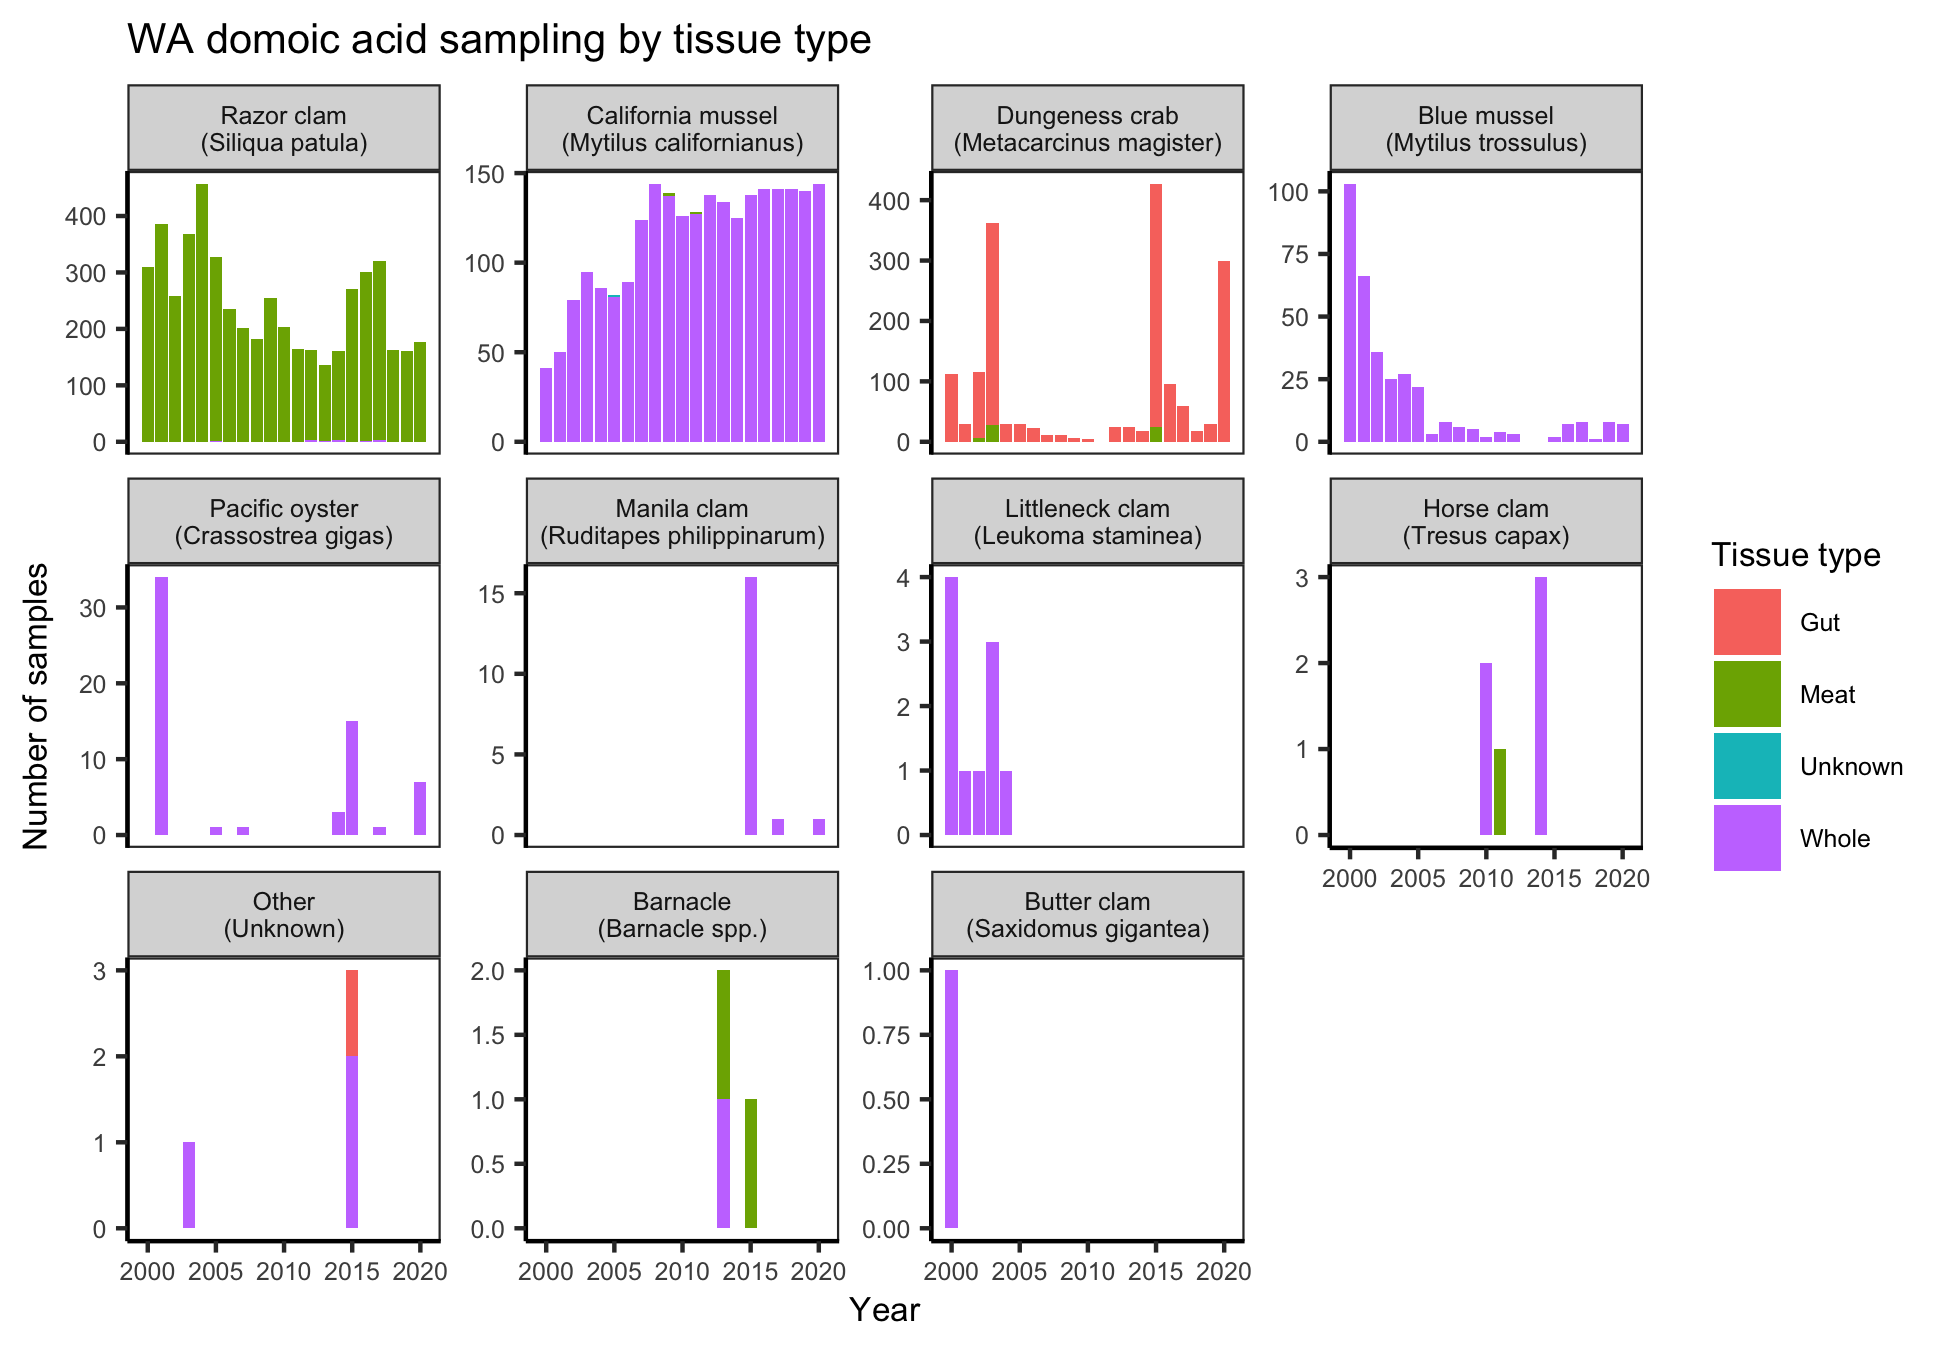 WA domoic acid sampling by tissue type
Razor clam
(Siliqua patula)
California mussel
(Mytilus californianus)
Dungeness crab
(Metacarcinus magister)
Blue mussel
(Mytilus trossulus)
400
300
200
100
0
150
100
50
0
400
300
200
100
0
100
75
50
25
0
Pacific oyster
(Crassostrea gigas)
Manila clam
(Ruditapes philippinarum)
Littleneck clam
(Leukoma staminea)
Horse clam
(Tresus capax)
30
20
10
0
15
10
5
0
4
3
2
1
0
3
2
1
0
2000 2005 2010 2015 2020
Other
(Unknown)
Barnacle
(Barnacle spp.)
Butter clam
(Saxidomus gigantea)
3
2
1
0
2.0
1.5
1.0
0.5
0.0
1.00
0.75
0.50
0.25
0.00
2000 2005 2010 2015 2020
2000 2005 2010 2015 2020
2000 2005 2010 2015 2020
Year
Number of samples
Tissue type
Gut
Meat
Unknown
Whole